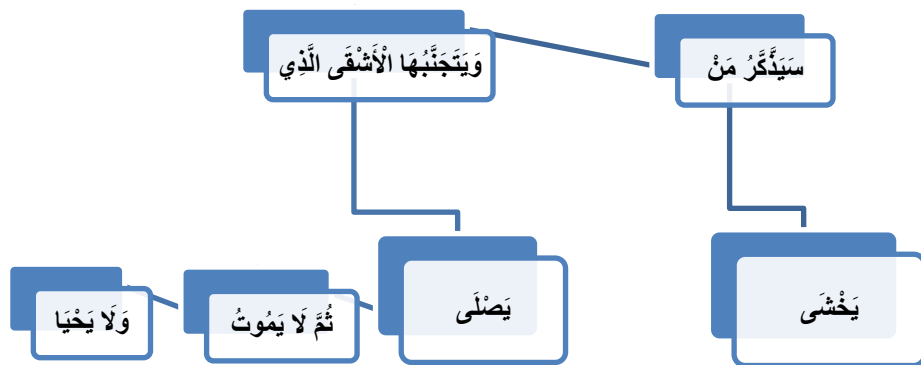 سَيَذَّكَّرُ مَنْ
وَيَتَجَنَّبُهَا الْأَشْقَى الَّذِي
يَخْشَى
يَصْلَى
ثُمَّ لَا يَمُوتُ
وَلَا يَحْيَا